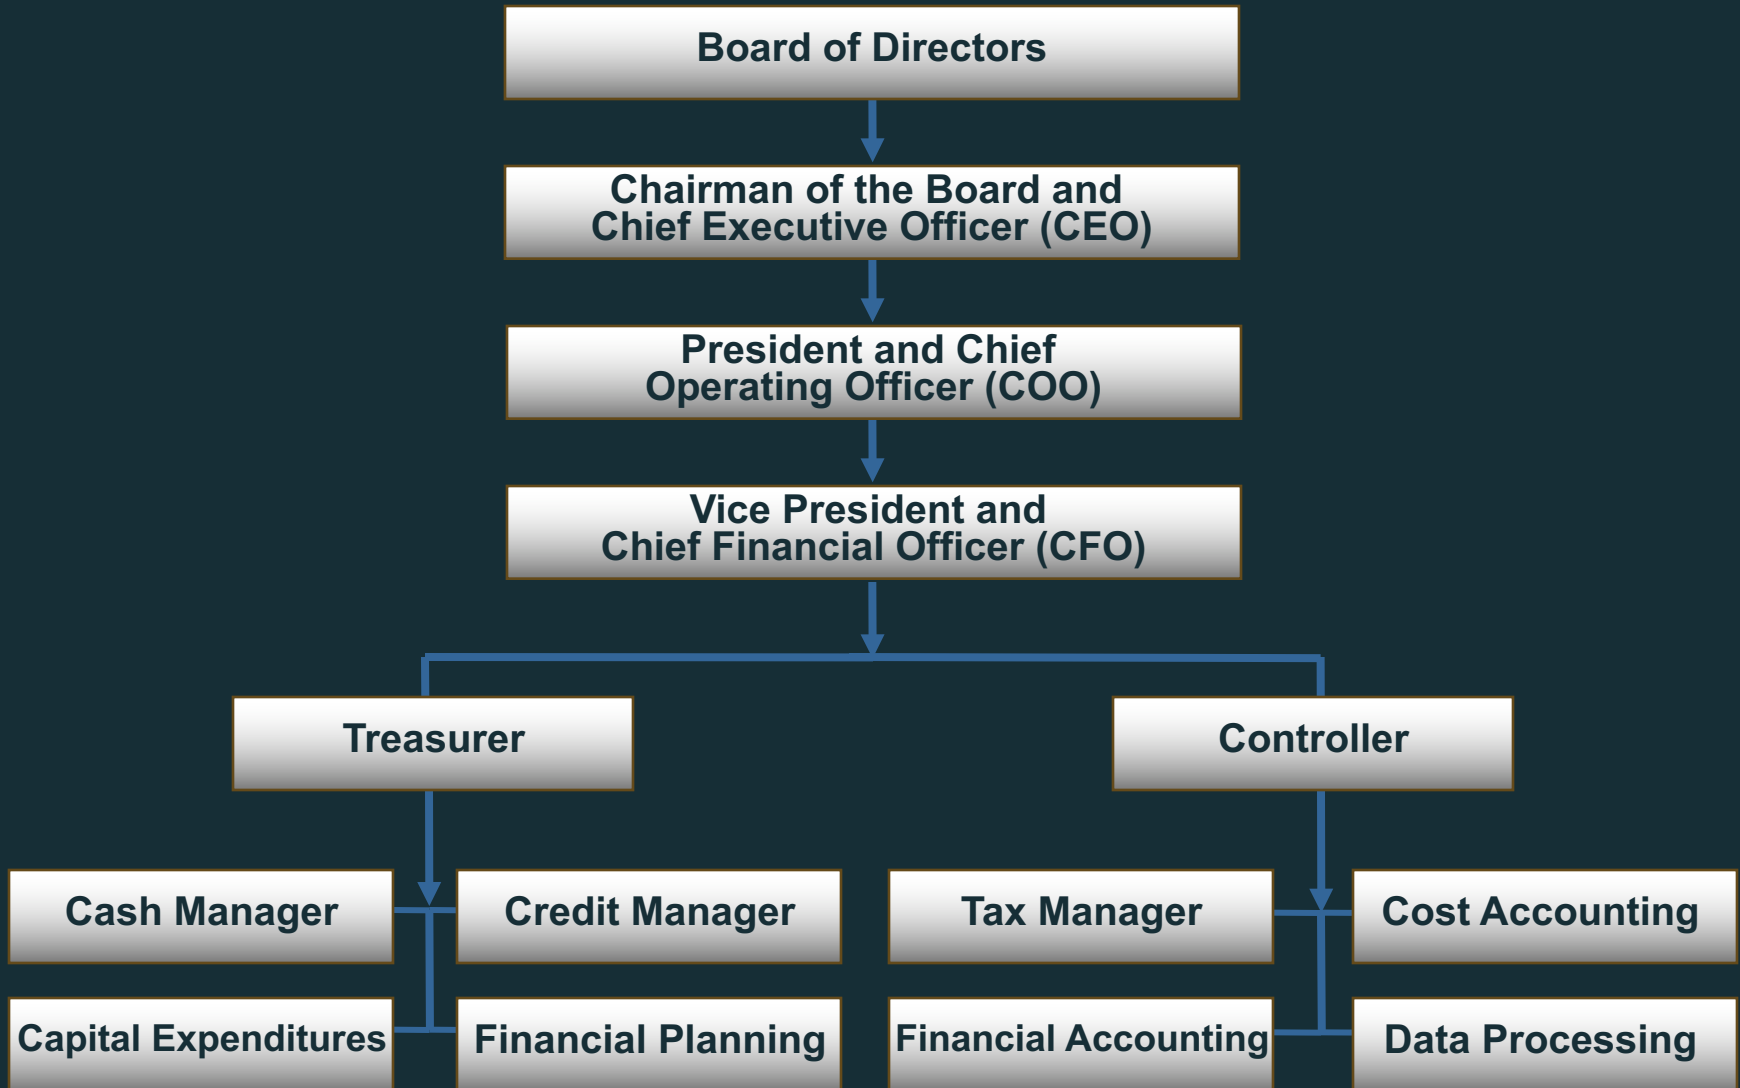 Board of Directors
Chairman of the Board and
Chief Executive Officer (CEO)
President and Chief
Operating Officer (COO)
Vice President and
Chief Financial Officer (CFO)
Treasurer
Controller
Cash Manager
Credit Manager
Tax Manager
Cost Accounting
Capital Expenditures
Financial Planning
Financial Accounting
Data Processing